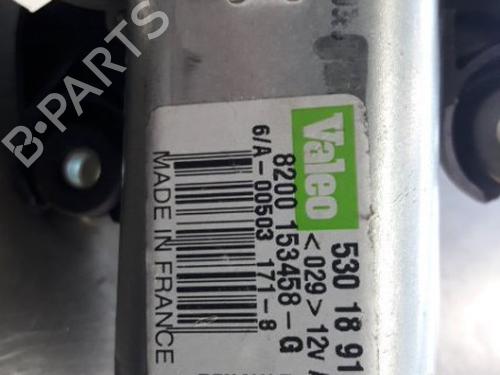 B-PARTS
Valeo
530 18 91
<029> 12V
8200 153458-G
6/A-00503 171-8
MADE IN FRANCE